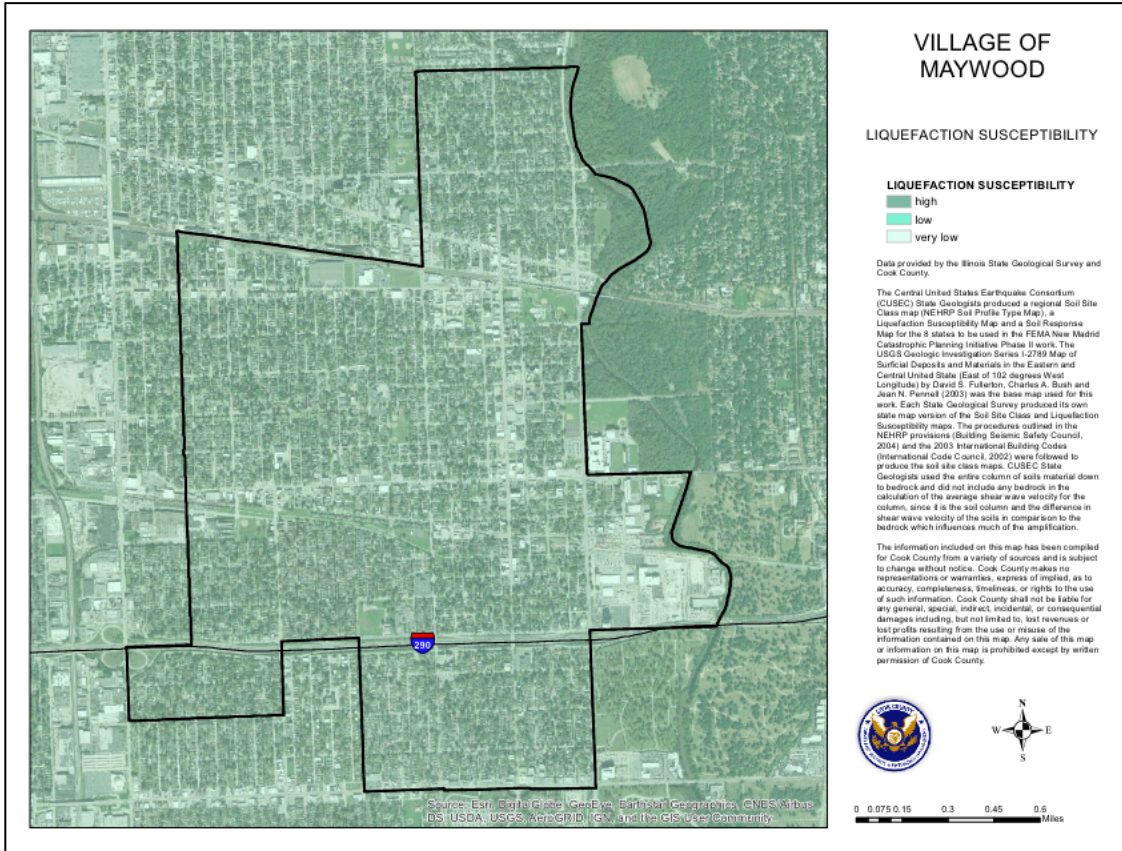 VILLAGE OF
MAYWOOD
LIQUEFACTION SUSCEPTIBILITY
LIQUEFACTION SUSCEPTIBILITY
high
low
very low
Data provided by the Illinois State Geological Survey and
Cook County.
The Central United States Earthquake Consortium
(CUSEC) State Geologists produced a regional Soil Site
Class map (NEHRP Soil Profile Type Map), a
Liquefaction Susceptibility Map and a Soil Response
Map for the 8 states to be used in the FEMA New Madrid
Catastrophic Planning Initiative Phase II work. The
USGS Geologic Investigation Series I-2789 Map of
Surficial Deposits and Materials in the Eastern and
Central United State (East of 102 degrees West
Longitude) by David S. Fullerton, Charles A. Bush and
Jean N. Pennell (2003) was the base map used for this
work. Each State Geological Survey produced its own
state map version of the Soil Site Class and Liquefaction
Susceptibility maps. The procedures outlined in the
NEHRP provisions (Building Seismic Safety Council,
2004) and the 2003 International Building Codes
(International Code Council, 2002) were followed to
produce the soil site class maps. CUSEC State
Geologists used the entire column of soils material down
to bedrock and did not include any bedrock in the
calculation of the average shear wave velocity for the
column, since it is the soil column and the difference in
shear wave velocity of the soils in comparison to the
bedrock which influences much of the amplification.
The information included on this map has been compiled
for Cook County from a variety of sources and is subject
to change without notice. Cook County makes no
representations or warranties, express of implied, as to
accuracy, completeness, timeliness, or rights to the use
of such information. Cook County shall not be liable for
any general, special, indirect, incidental, or consequential
damages including, but not limited to, lost revenues or
lost profits resulting from the use or misuse of the
information contained on this map. Any sale of this map
or information on this map is prohibited except by written
permission of Cook County.
290
N
W E
S
0 0.075 0.15 0.3 0.45 0.6
Miles
Source: Esri, DigitalGlobe, GeoEye, Earthstar Geographics, CNES/Airbus
DS, USDA, USGS, AeroGRID, IGN, and the GIS User Community